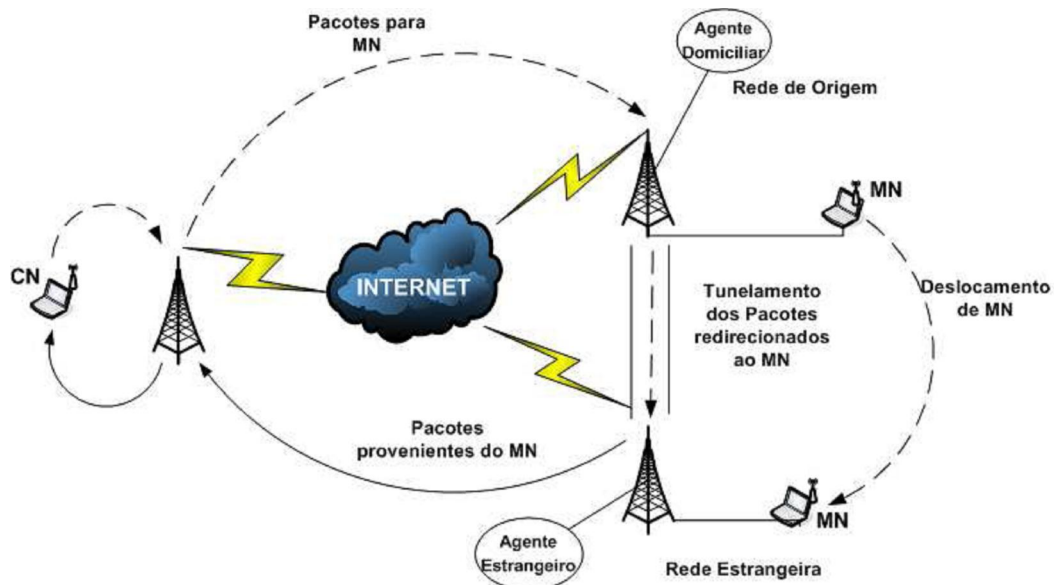 Pacotes para
MN
Agente
Domiciliar
Rede de Origem
MN
CN
INTERNET
Tunelamento
dos Pacotes
redirecionados
ao MN
Deslocamento
de MN
Pacotes
provenientes do MN
MN
Agente
Estrangeiro
Rede Estrangeira